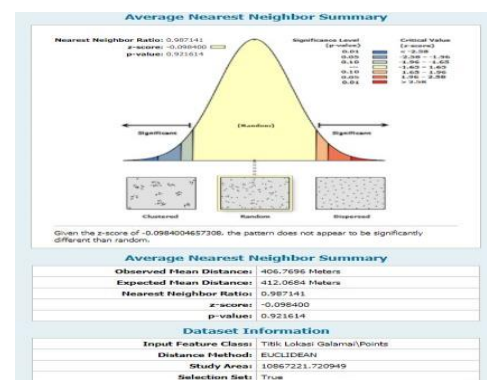 Average Nearest Neighbor Summary
Nearest Neighbor Ratio: 0.987141
z-score: -0.098400
p-value: 0.921614
Significance Level (p-value)
Critical Value (z-score)
0.01 < -2.58
0.05 -2.58 - -1.96
0.10 -1.96 - -1.65
--- -1.65 - 1.65
0.10 1.65 - 1.96
0.05 1.96 - 2.58
0.01 > 2.58
Significant
(Random)
Significant
Clustered
Random
Dispersed
Given the z-score of -0.0984004657308, the pattern does not appear to be significantly
different than random.
Average Nearest Neighbor Summary
Observed Mean Distance: 406.7696 Meters
Expected Mean Distance: 412.0684 Meters
Nearest Neighbor Ratio: 0.987141
z-score: -0.098400
p-value: 0.921614
Dataset Information
Input Feature Class: Titik Lokasi Galamai\Points
Distance Method: EUCLIDEAN
Study Area: 10867221.720949
Selection Set: True